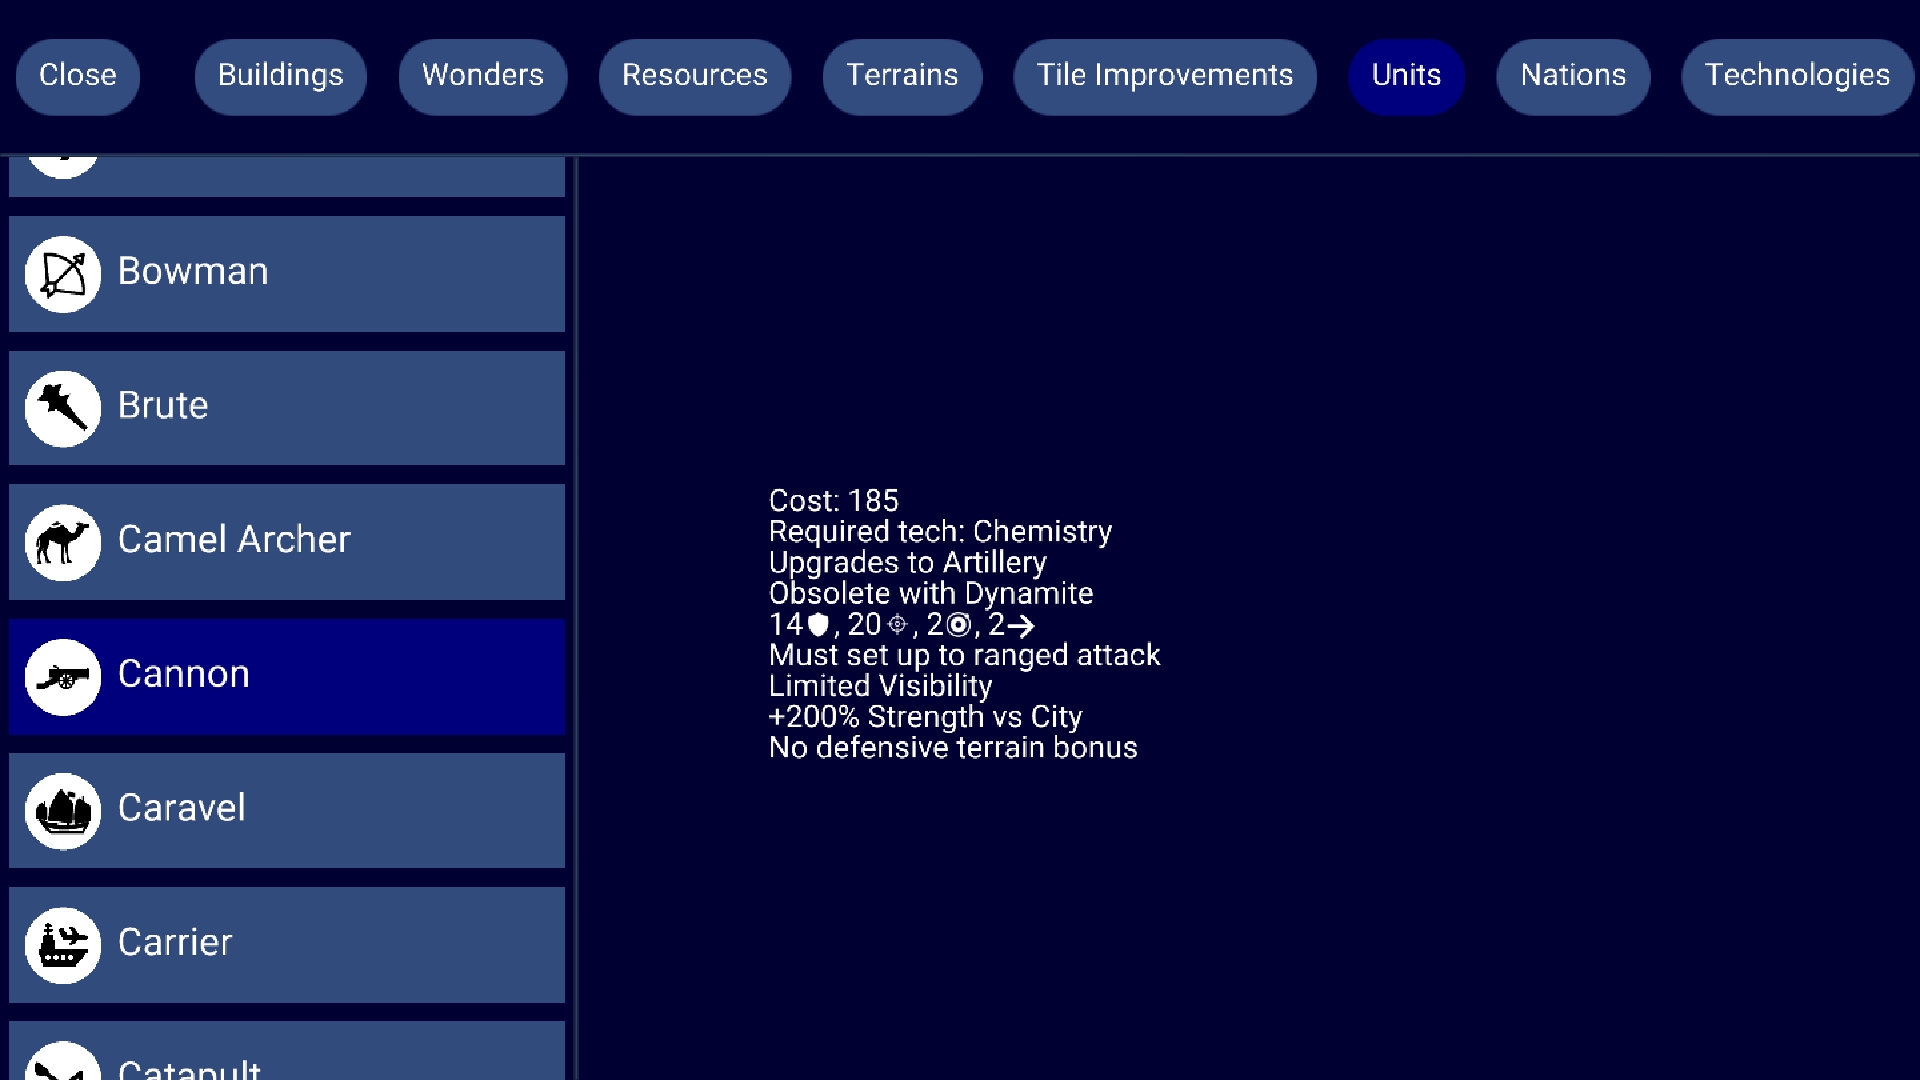 Close
Buildings
Wonders
Resources
Terrains
Tile Improvements
Units
Nations
Technologies
Bowman
Brute
Camel Archer
Cannon
Caravel
Carrier
Catapult
Cost: 185
Required tech: Chemistry
Upgrades to Artillery
Obsolete with Dynamite
14, 20, 2, 2
Must set up to ranged attack
Limited Visibility
+200% Strength vs City
No defensive terrain bonus